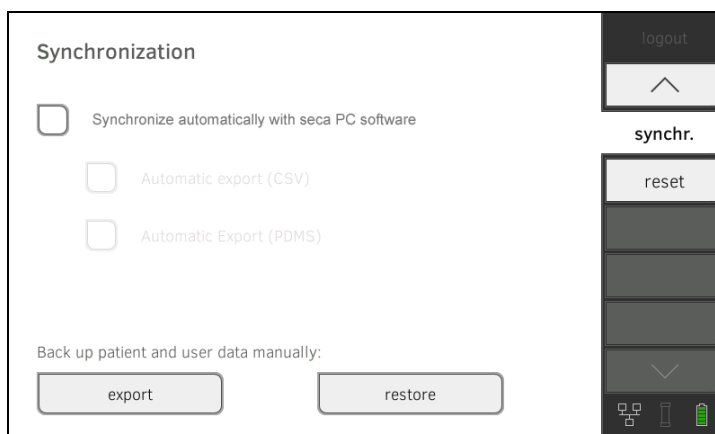 Synchronization
Synchronize automatically with seca PC software
Automatic export (CSV)
Automatic Export (PDMS)
Back up patient and user data manually:
export
restore
logout
synchr.
reset